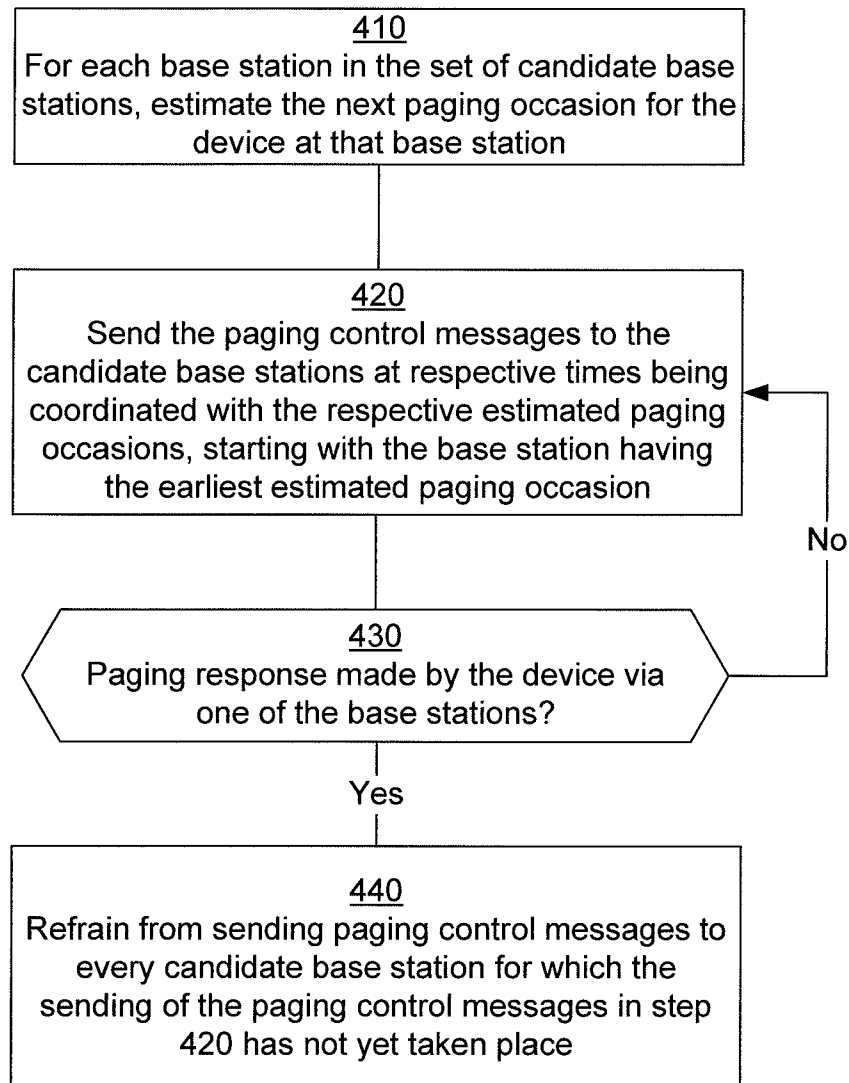 410
For each base station in the set of candidate base
stations, estimate the next paging occasion for the
device at that base station
420
Send the paging control messages to the
candidate base stations at respective times being
coordinated with the respective estimated paging
occasions, starting with the base station having
the earliest estimated paging occasion
No
430
Paging response made by the device via
one of the base stations?
Yes
440
Refrain from sending paging control messages to
every candidate base station for which the
sending of the paging control messages in step
420 has not yet taken place